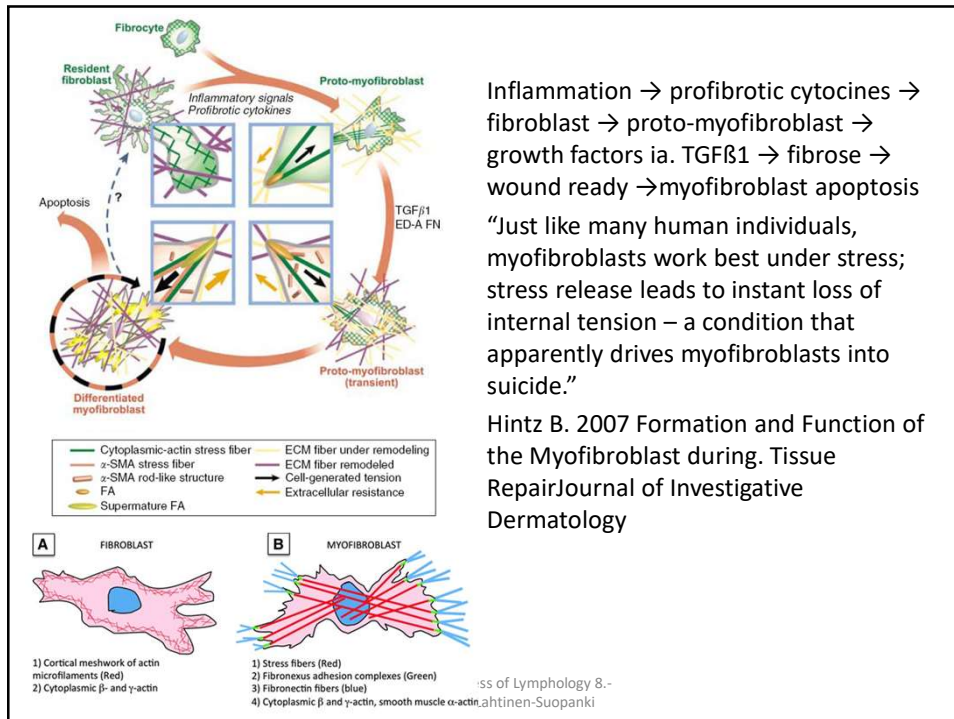 Fibrocyte
Resident
fibroblast
Proto-myofibroblast
Inflammatory signals
Profibrotic cytokines
Apoptosis
?
TGFβ1
ED-A FN
Differentiated
myofibroblast
Proto-myofibroblast
(transient)
Cytoplasmic-actin stress fiber
α-SMA stress fiber
α-SMA rod-like structure
FA
Supermature FA
ECM fiber under remodeling
ECM fiber remodeled
Cell-generated tension
Extracellular resistance
A FIBROBLAST
1) Cortical meshwork of actin
microfilaments (Red)
2) Cytoplasmic β- and γ-actin
B MYOFIBROBLAST
1) Stress fibers (Red)
2) Fibronexus adhesion complexes (Green)
3) Fibronectin fibers (blue)
4) Cytoplasmic β and γ-actin, smooth muscle α-actin
Inflammation → profibrotic cytocines →
fibroblast → proto-myofibroblast →
growth factors ia. TGFß1 → fibrose →
wound ready →myofibroblast apoptosis
“Just like many human individuals,
myofibroblasts work best under stress;
stress release leads to instant loss of
internal tension – a condition that
apparently drives myofibroblasts into
suicide.”
Hintz B. 2007 Formation and Function of
the Myofibroblast during. Tissue
RepairJournal of Investigative
Dermatology
of Lymphology 8.-
Lahtinen-Suopanki